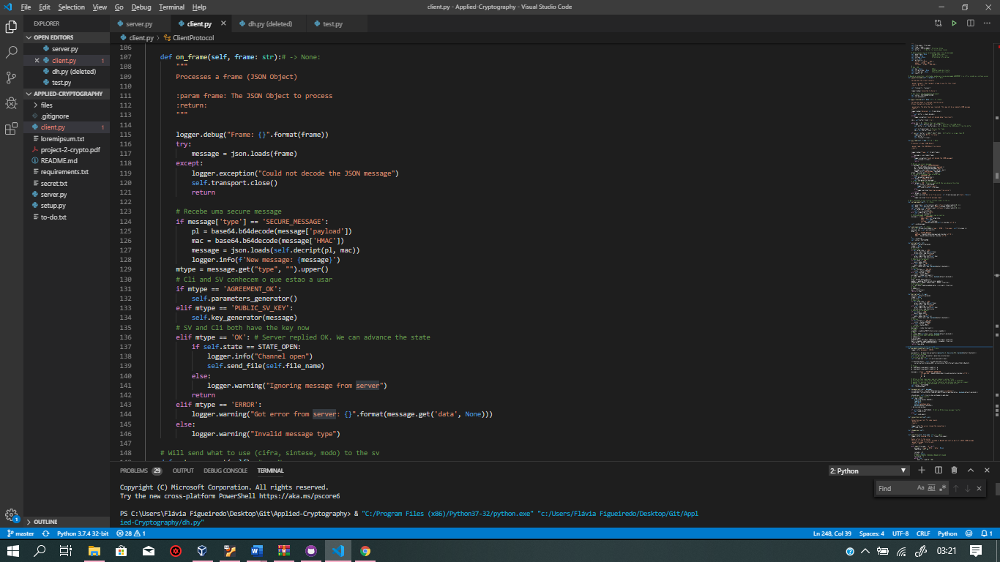 File Edit Selection View Go Debug Terminal Help
client.py - Applied-Cryptography - Visual Studio Code
EXPLORER
server.py
client.py
dh.py (deleted)
test.py
OPEN EDITORS
server.py
client.py 1
dh.py (deleted)
test.py
APPLIED-CRYPTOGRAPHY
files
.gitignore
client.py 1
loremipsum.txt
project-2-crypto.pdf
README.md
requirements.txt
secret.txt
server.py
setup.py
to-do.txt
OUTLINE
client.py > ClientProtocol
106
107 def on_frame(self, frame: str):# -> None:
108 """
109 Processes a frame (JSON Object)
110
111 :param frame: The JSON Object to process
112 :return:
113 """
114
115 logger.debug("Frame: {}".format(frame))
116 try:
117 message = json.loads(frame)
118 except:
119 logger.exception("Could not decode the JSON message")
120 self.transport.close()
121 return
122
123 # Recebe uma secure message
124 if message['type'] == 'SECURE_MESSAGE':
125 pl = base64.b64decode(message['payload'])
126 mac = base64.b64decode(message['HMAC'])
127 message = json.loads(self.decript(pl, mac))
128 logger.info(f'New message: {message}')
129 mtype = message.get("type", "").upper()
130 # Cli and SV conhecem o que estao a usar
131 if mtype == 'AGREEMENT_OK':
132 self.parameters_generator()
133 elif mtype == 'PUBLIC_SV_KEY':
134 self.key_generator(message)
135 # SV and Cli both have the key now
136 elif mtype == 'OK': # Server replied OK. We can advance the state
137 if self.state == STATE_OPEN:
138 logger.info("Channel open")
139 self.send_file(self.file_name)
140 else:
141 logger.warning("Ignoring message from server")
142 return
143 elif mtype == 'ERROR':
144 logger.warning("Got error from server: {}".format(message.get('data', None)))
145 else:
146 logger.warning("Invalid message type")
147
148 # Will send what to use (cifra, sintese, modo) to the sv
PROBLEMS 29 OUTPUT DEBUG CONSOLE TERMINAL
2: Python
Find
Copyright (C) Microsoft Corporation. All rights reserved.
Try the new cross-platform PowerShell https://aka.ms/pscore6
PS C:\Users\Flávia Figueiredo\Desktop\Git\Applied-Cryptography> & "C:/Program Files (x86)/Python37-32/python.exe" "c:/Users/Flávia Figueiredo/Desktop/Git/Appl
ied-Cryptography/dh.py"
master Python 3.7.4 32-bit 28 1
Ln 248, Col 39 Spaces: 4 UTF-8 CRLF Python 1
03:21